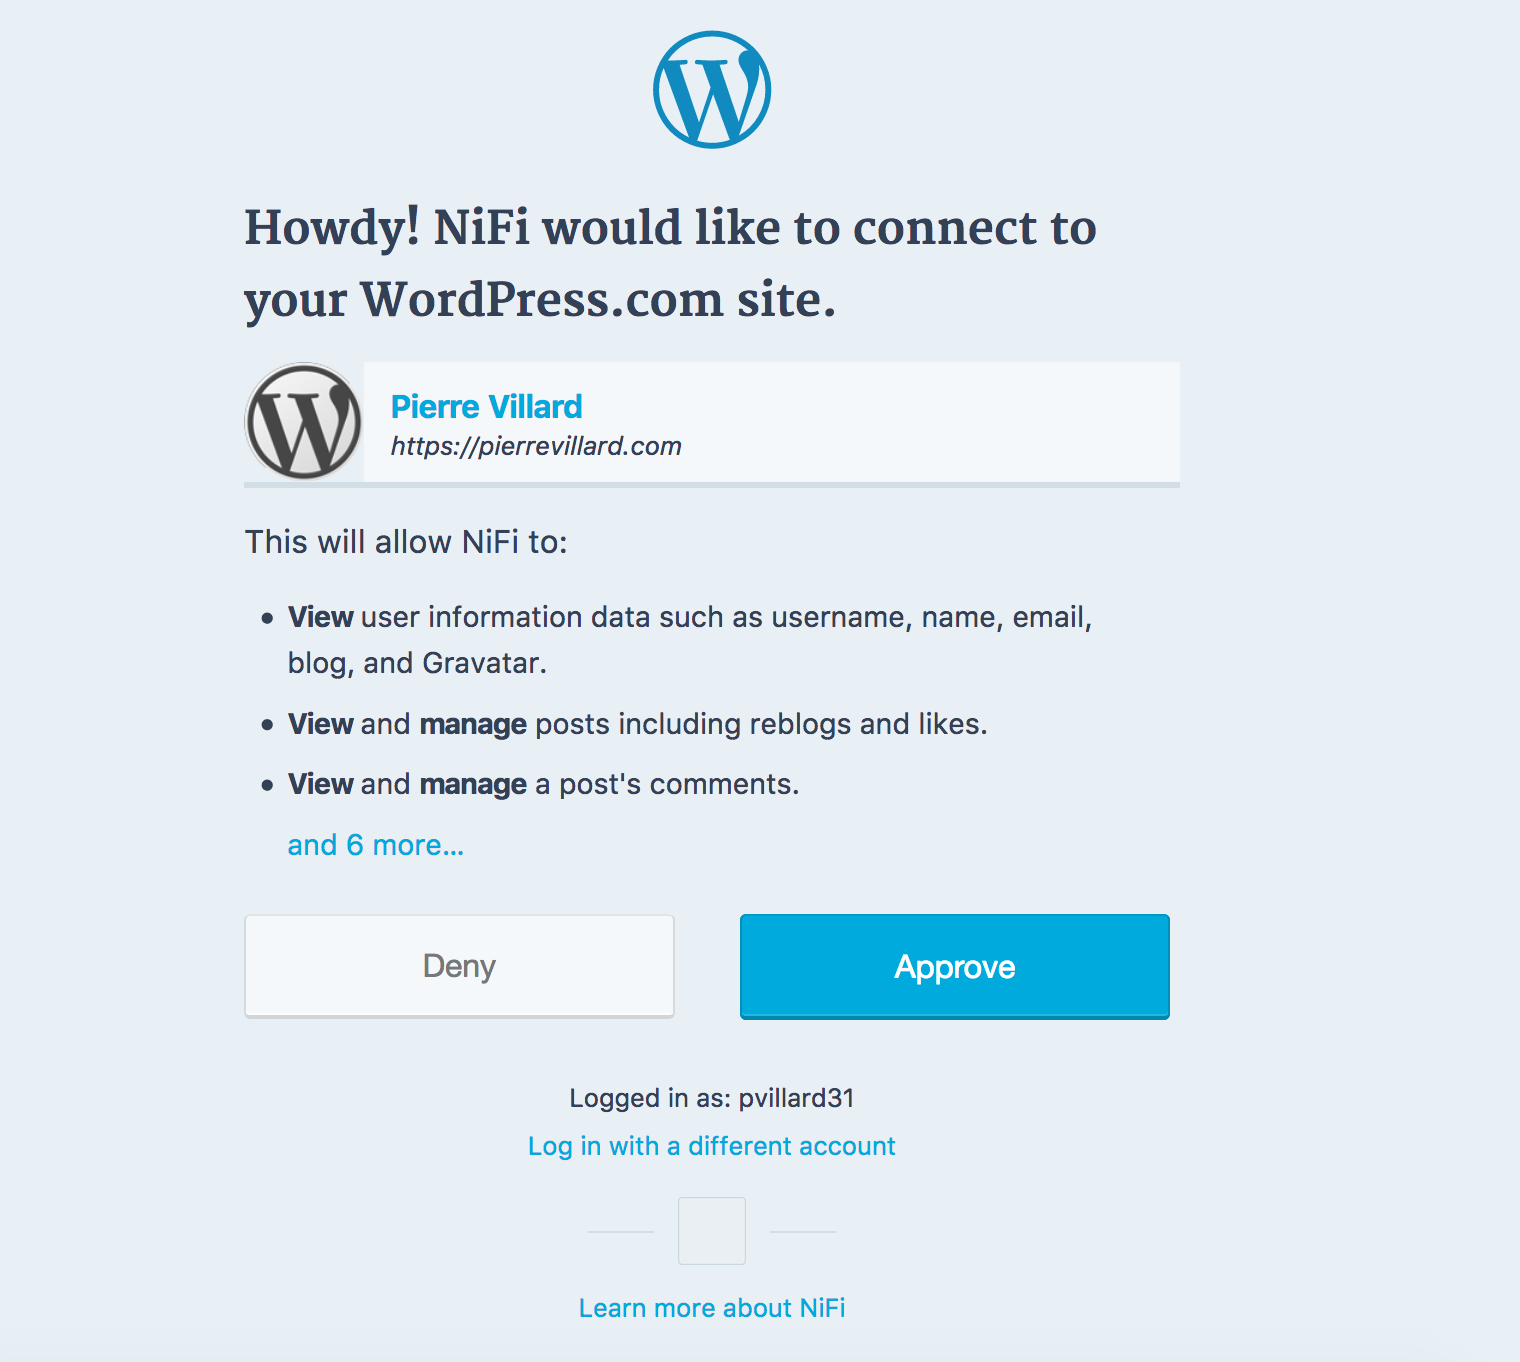 Howdy! NiFi would like to connect to
your WordPress.com site.
Pierre Villard
https://pierrevillard.com
This will allow NiFi to:
• View user information data such as username, name, email,
blog, and Gravatar.
• View and manage posts including reblogs and likes.
• View and manage a post's comments.
and 6 more...
Deny
Approve
Logged in as: pvillard31
Log in with a different account
Learn more about NiFi